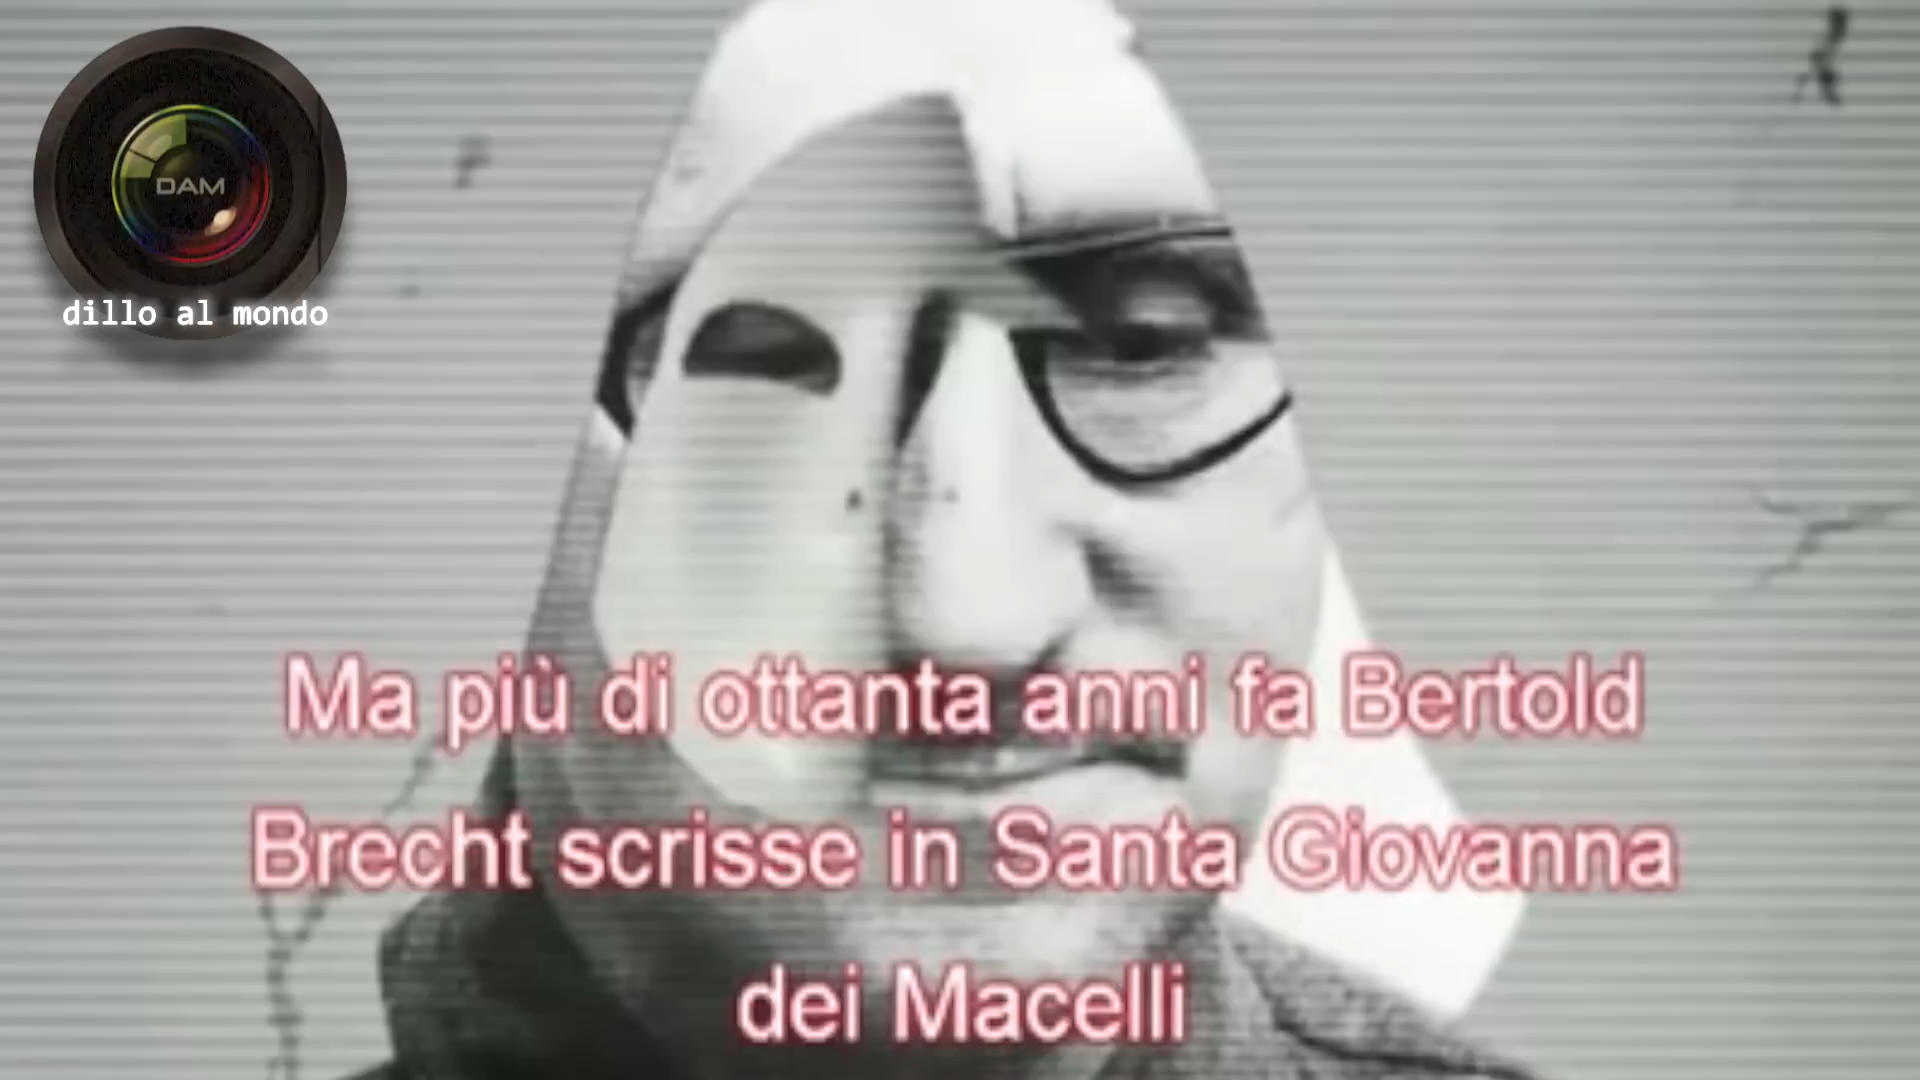 DAM
dillo al mondo
Ma più di ottanta anni fa Bertold
Brecht scrisse in Santa Giovanna
dei Macelli